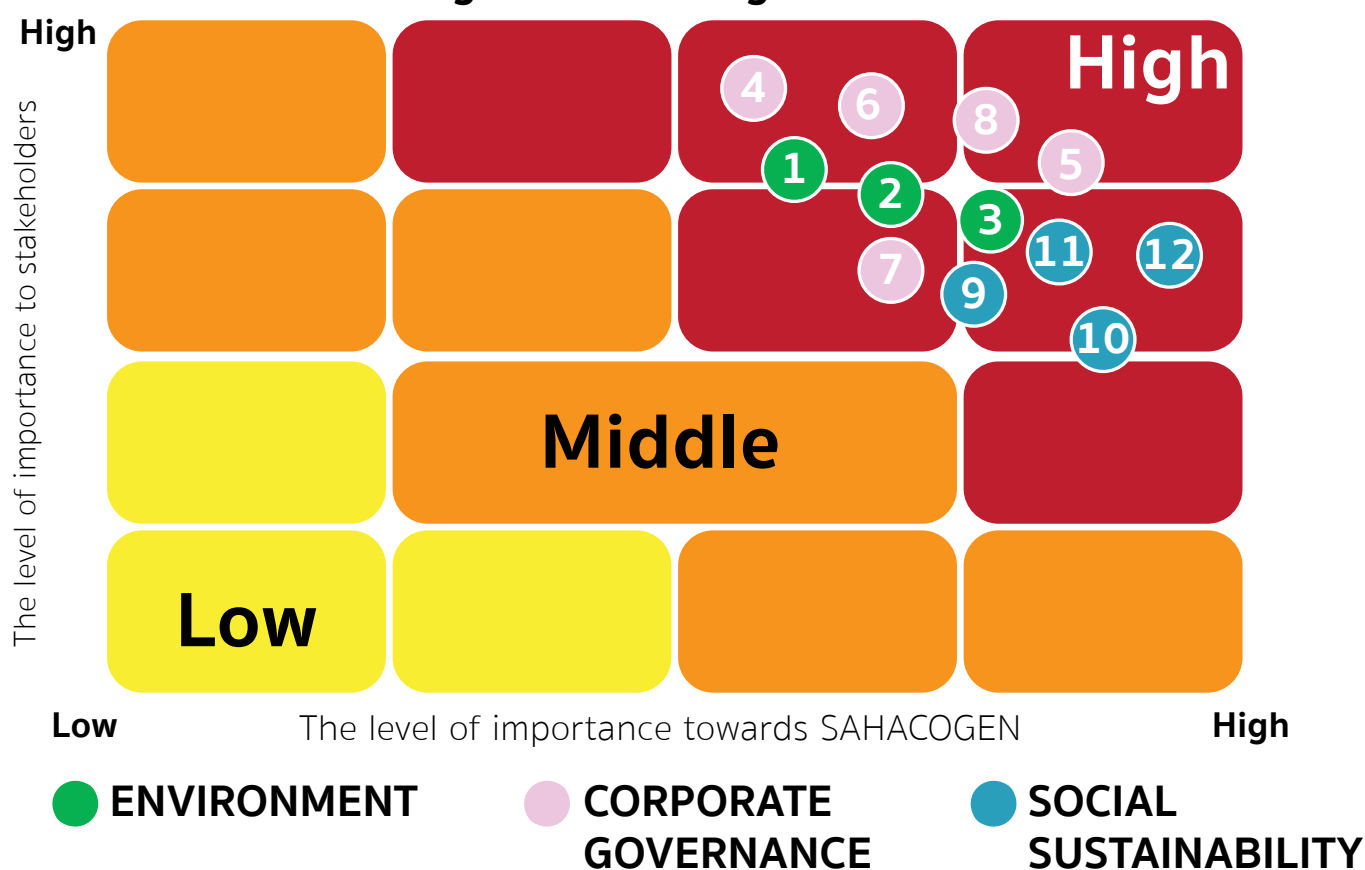 High
High
4
6
8
5
1
2
3
11
12
7
9
10
The level of importance to stakeholders
Middle
Low
Low
The level of importance towards SAHACOGEN
High
ENVIRONMENT
CORPORATE
GOVERNANCE
SOCIAL
SUSTAINABILITY